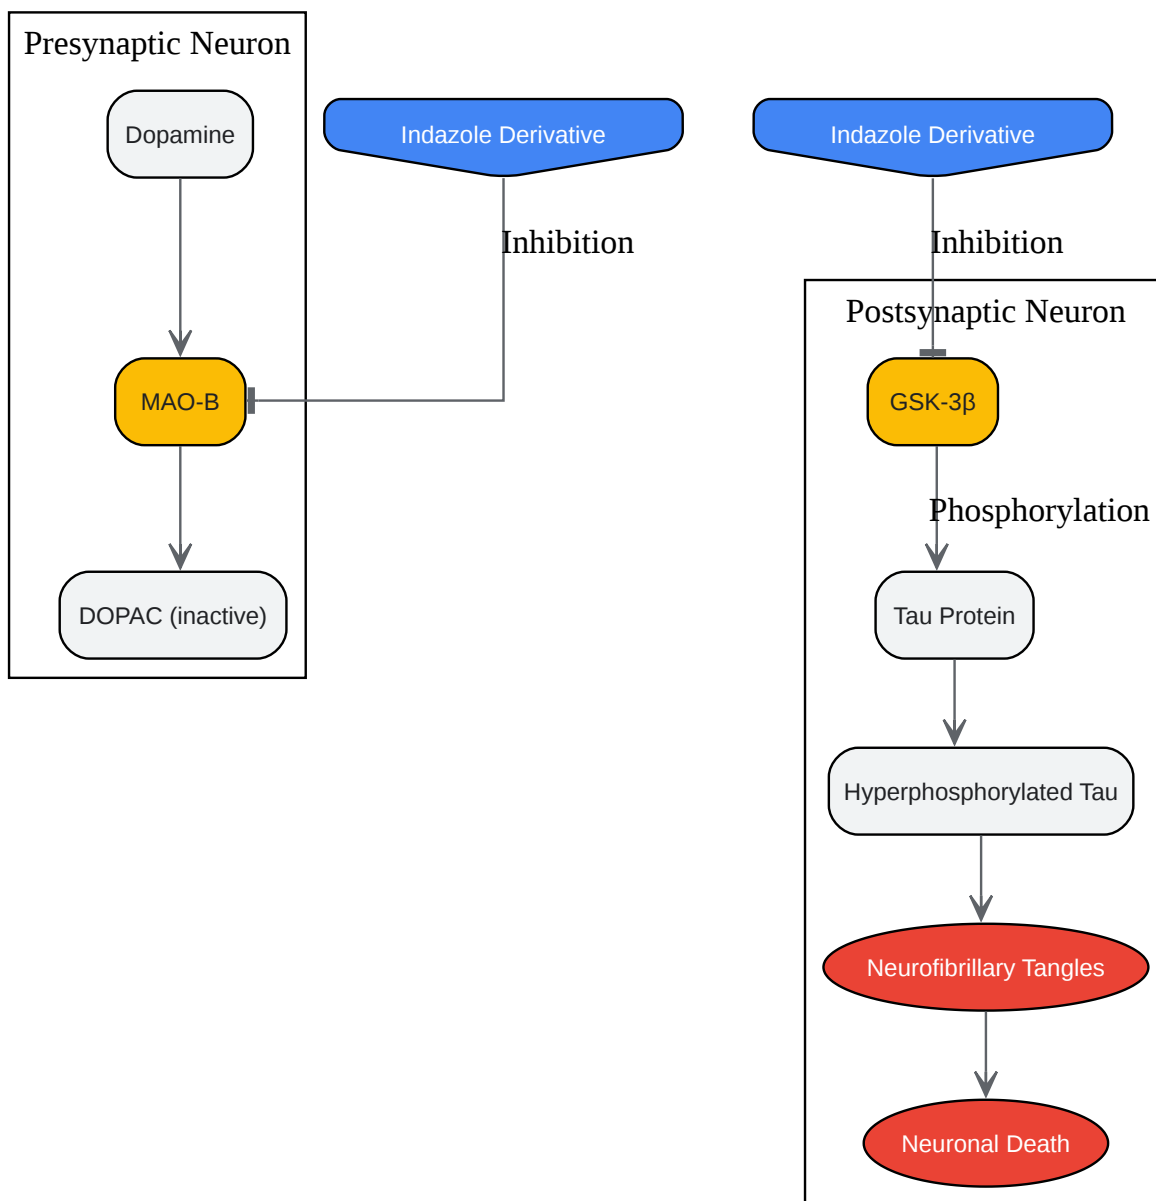 Presynaptic Neuron
Dopamine
MAO-B
DOPAC (inactive)
Indazole Derivative
Inhibition
Indazole Derivative
Inhibition
Postsynaptic Neuron
GSK-3β
Phosphorylation
Tau Protein
Hyperphosphorylated Tau
Neurofibrillary Tangles
Neuronal Death